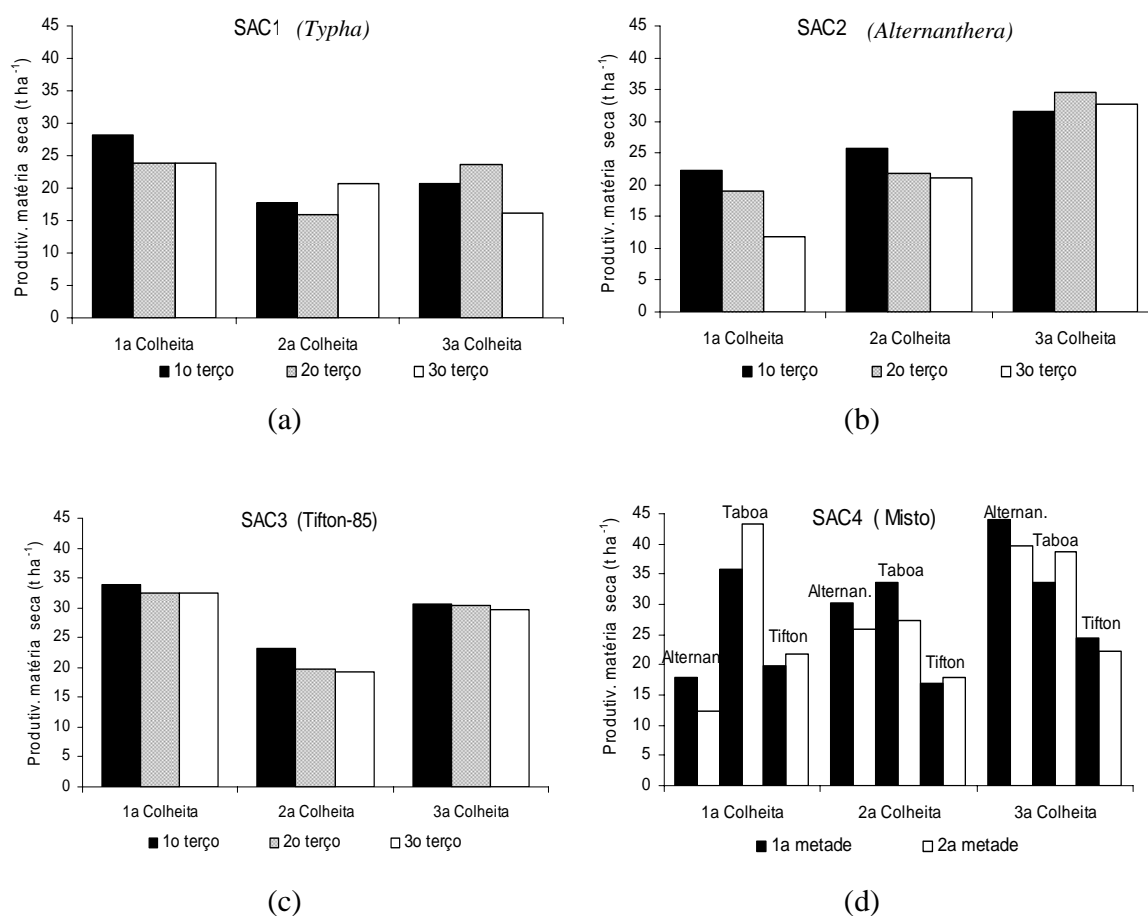 SAC1 (Typha)
Produtiv. matéria seca (t ha-1)
45
40
35
30
25
20
15
10
5
0
1a Colheita 2a Colheita 3a Colheita
1o terço 2o terço 3o terço
(a)
SAC2 (Alternanthera)
Produtiv. matéria seca (t ha-1)
45
40
35
30
25
20
15
10
5
0
1a Colheita 2a Colheita 3a Colheita
1o terço 2o terço 3o terço
(b)
SAC3 (Tifton-85)
Produtiv. matéria seca (t ha-1)
45
40
35
30
25
20
15
10
5
0
1a Colheita 2a Colheita 3a Colheita
1o terço 2o terço 3o terço
(c)
SAC4 ( Misto)
Produtiv. matéria seca (t ha-1)
45
40
35
30
25
20
15
10
5
0
Alternan.
Taboa
Tifton
Alternan.
Taboa
Tifton
Alternan.
Taboa
Tifton
1a Colheita 2a Colheita 3a Colheita
1a metade 2a metade
(d)